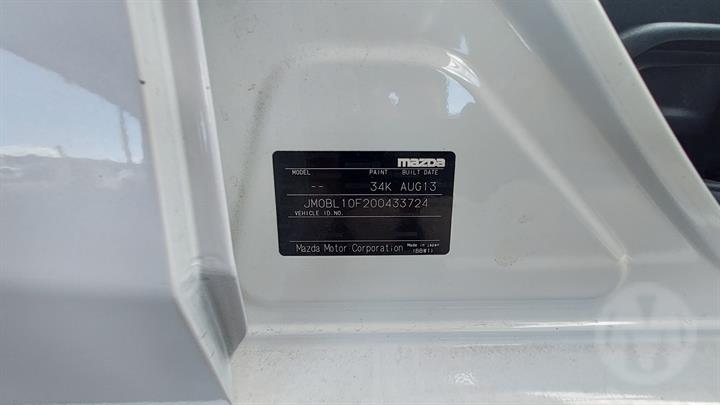 mazda
MODEL PAINT BUILT DATE
-- 34K AUG13
JM0BL10F200433724
VEHICLE ID.NO.
Mazda Motor Corporation Made in Japan